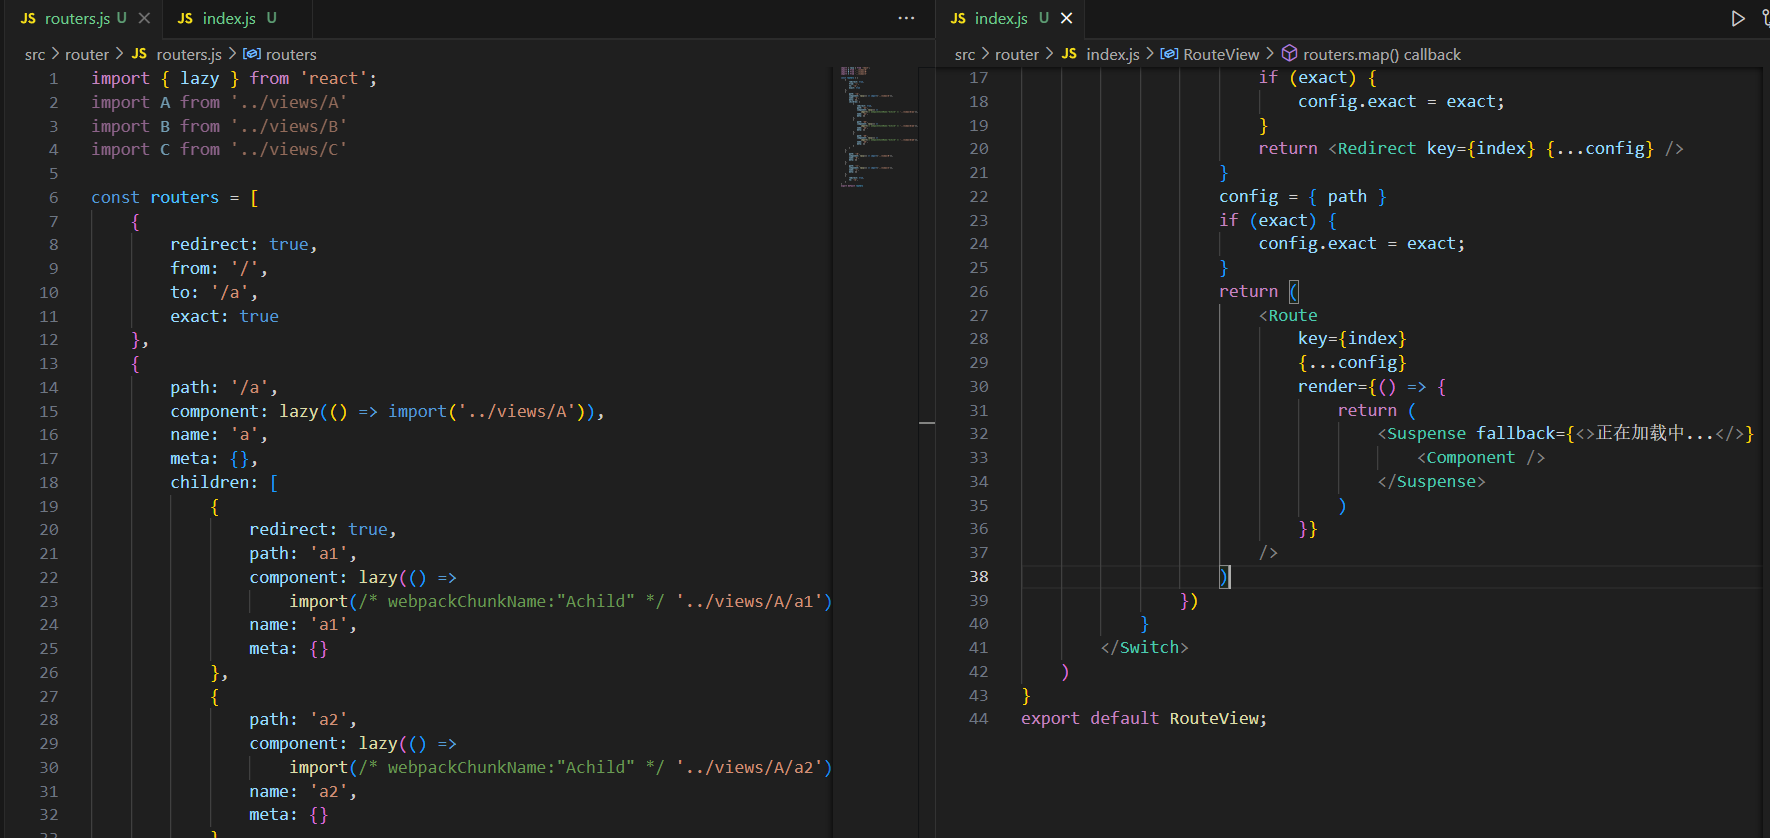 JS routers.js U ×
JS index.js U
...
src > router > JS routers.js > routers
1 import { lazy } from 'react';
2 import A from '../views/A'
3 import B from '../views/B'
4 import C from '../views/C'
5
6 const routers = [
7 {
8 redirect: true,
9 from: '/',
10 to: '/a',
11 exact: true
12 },
13 {
14 path: '/a',
15 component: lazy(() => import('../views/A')),
16 name: 'a',
17 meta: {},
18 children: [
19 {
20 redirect: true,
21 path: 'a1',
22 component: lazy(() =>
23 import(/* webpackChunkName:"Achild" */ '../views/A/a1')
24 name: 'a1',
25 meta: {}
26 },
27 {
28 path: 'a2',
29 component: lazy(() =>
30 import(/* webpackChunkName:"Achild" */ '../views/A/a2')
31 name: 'a2',
32 meta: {}
JS index.js U ×
src > router > JS index.js > RouteView > routers.map() callback
17 if (exact) {
18 config.exact = exact;
19 }
20 return <Redirect key={index} {...config} />
21 }
22 config = { path }
23 if (exact) {
24 config.exact = exact;
25 }
26 return (
27 <Route
28 key={index}
29 {...config}
30 render={() => {
31 return (
32 <Suspense fallback={<>正在加载中...</>}
33 <Component />
34 </Suspense>
35 )
36 }}
37 />
38 )
39 })
40 }
41 </Switch>
42 )
43 }
44 export default RouteView;